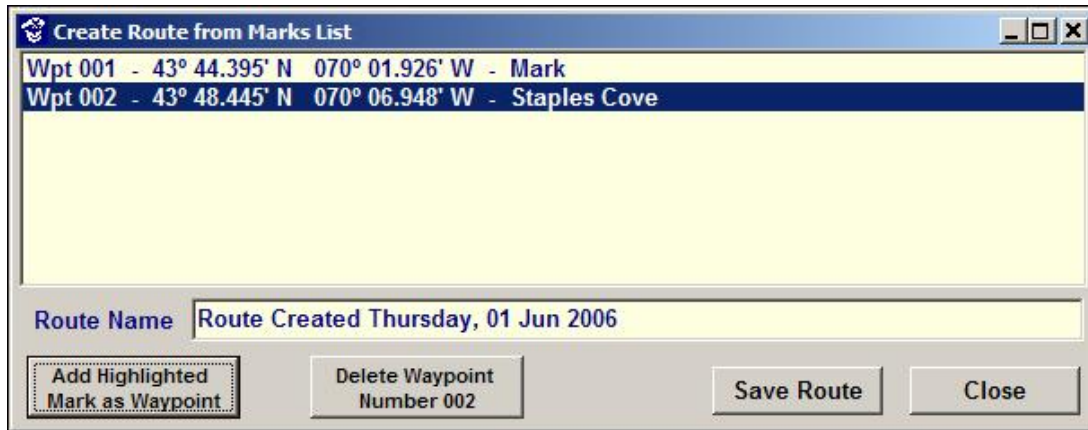 Create Route from Marks List
Wpt 001 - 43º 44.395' N 070º 01.926' W - Mark
Wpt 002 - 43º 48.445' N 070º 06.948' W - Staples Cove
Route Name Route Created Thursday, 01 Jun 2006
Add Highlighted
Mark as Waypoint
Delete Waypoint
Number 002
Save Route
Close